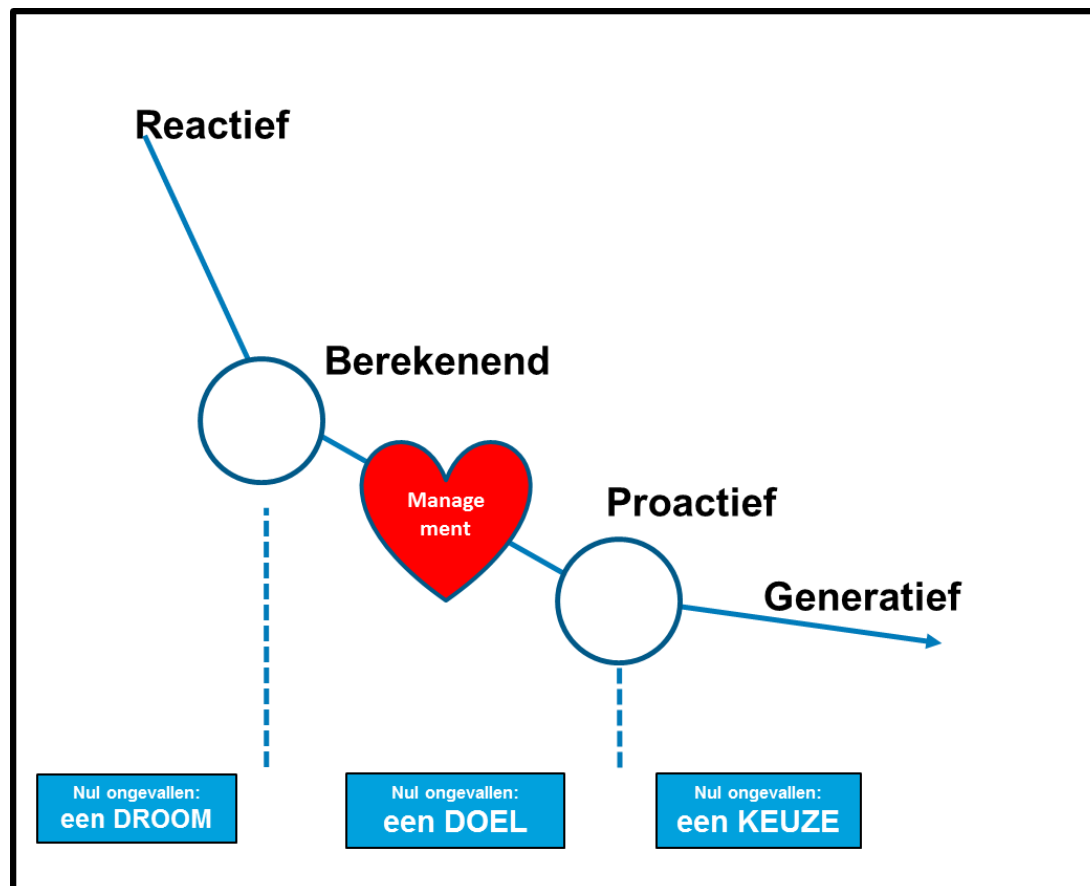 Reactief
Berekenend
Manage
ment
Proactief
Generatief
Nul ongevallen:
een DROOM
Nul ongevallen:
een DOEL
Nul ongevallen:
een KEUZE